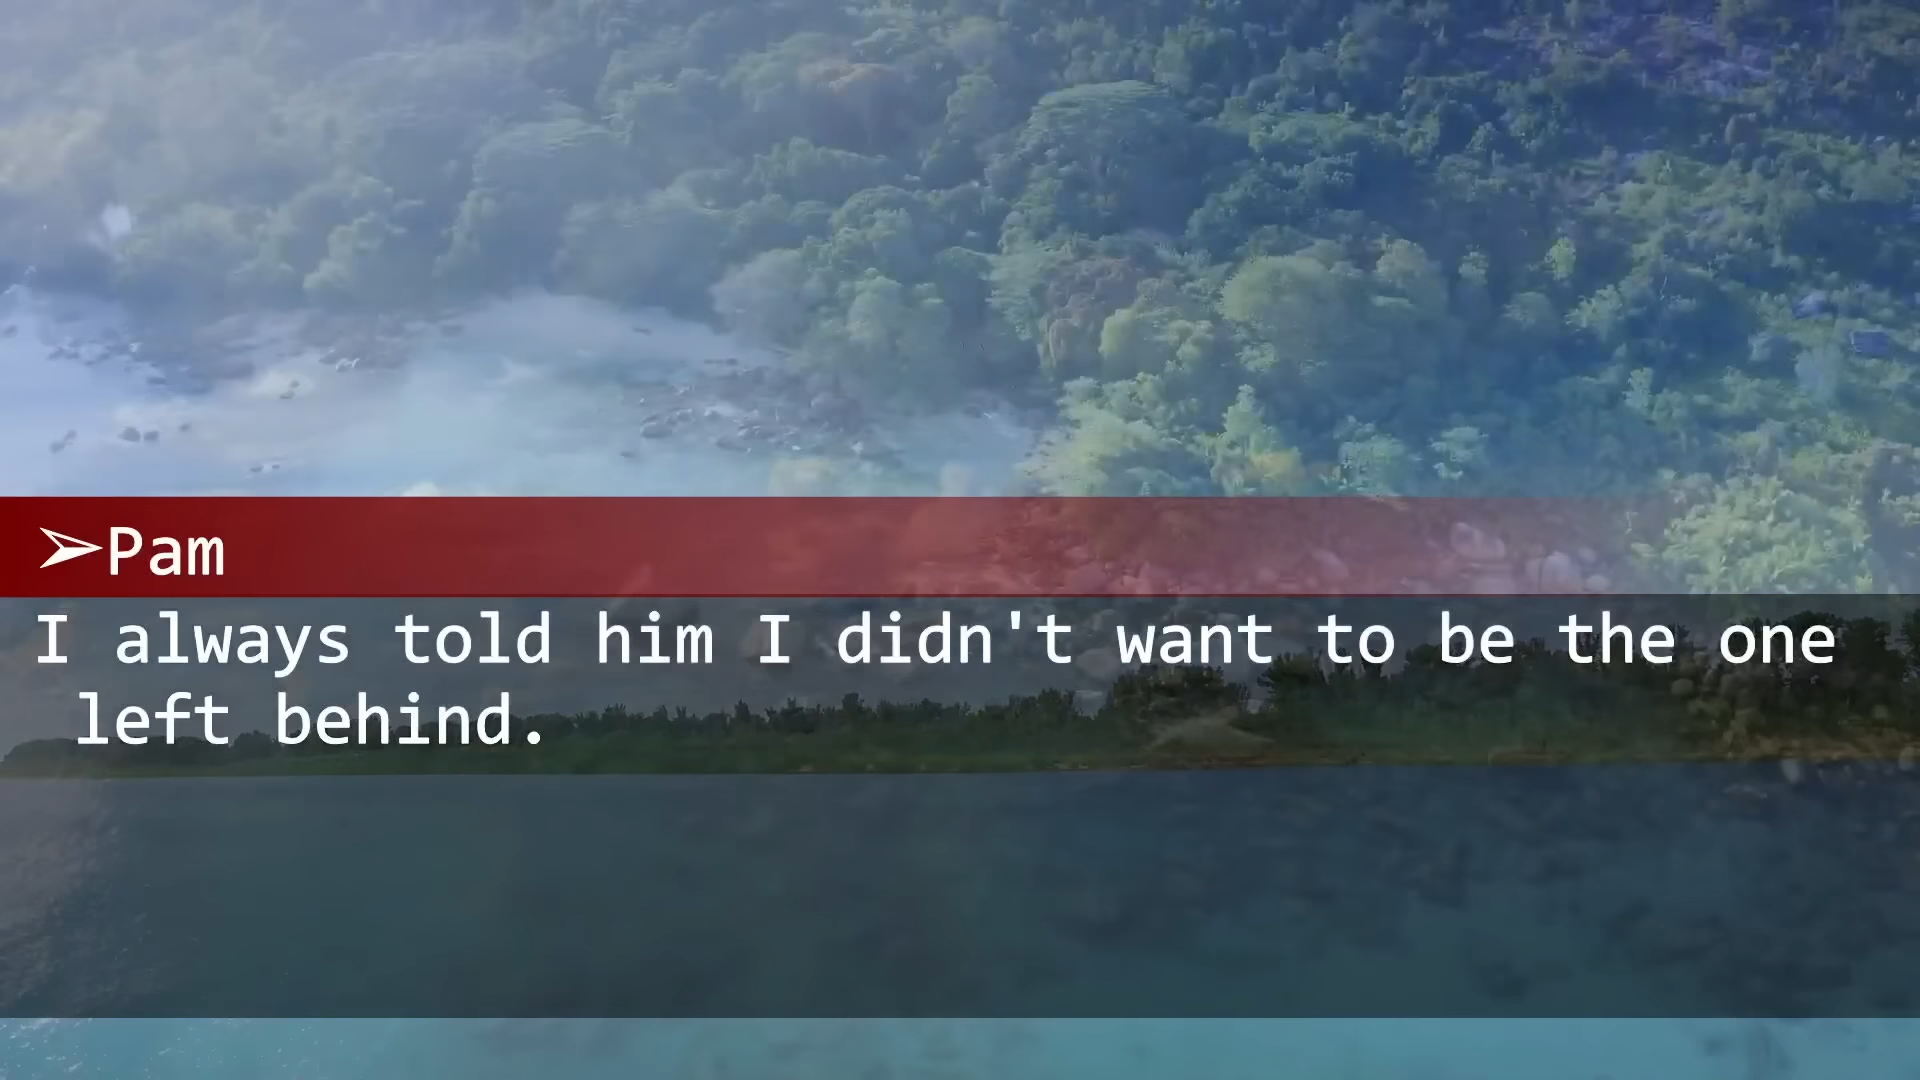 ➢Pam
I always told him I didn't want to be the one
left behind.